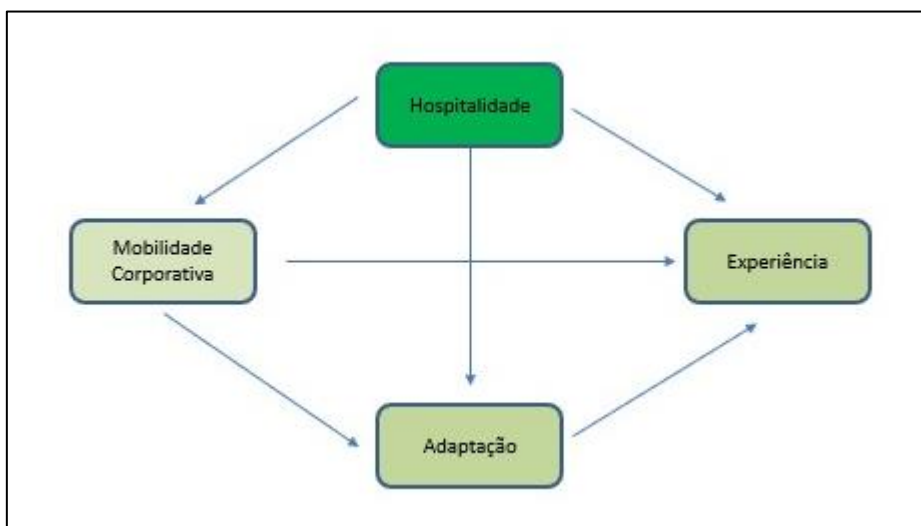 Hospitalidade
Mobilidade
Corporativa
Experiência
Adaptação